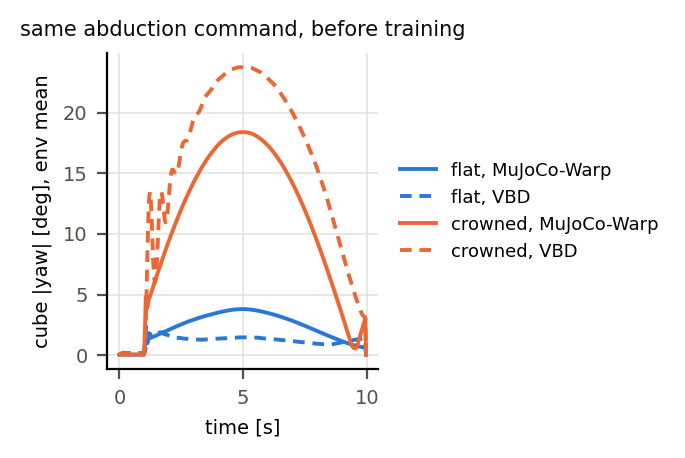 same abduction command, before training
cube |yaw| [deg], env mean
20
15
10
5
0
0 5 10
time [s]
flat, MuJoCo-Warp
flat, VBD
crowned, MuJoCo-Warp
crowned, VBD